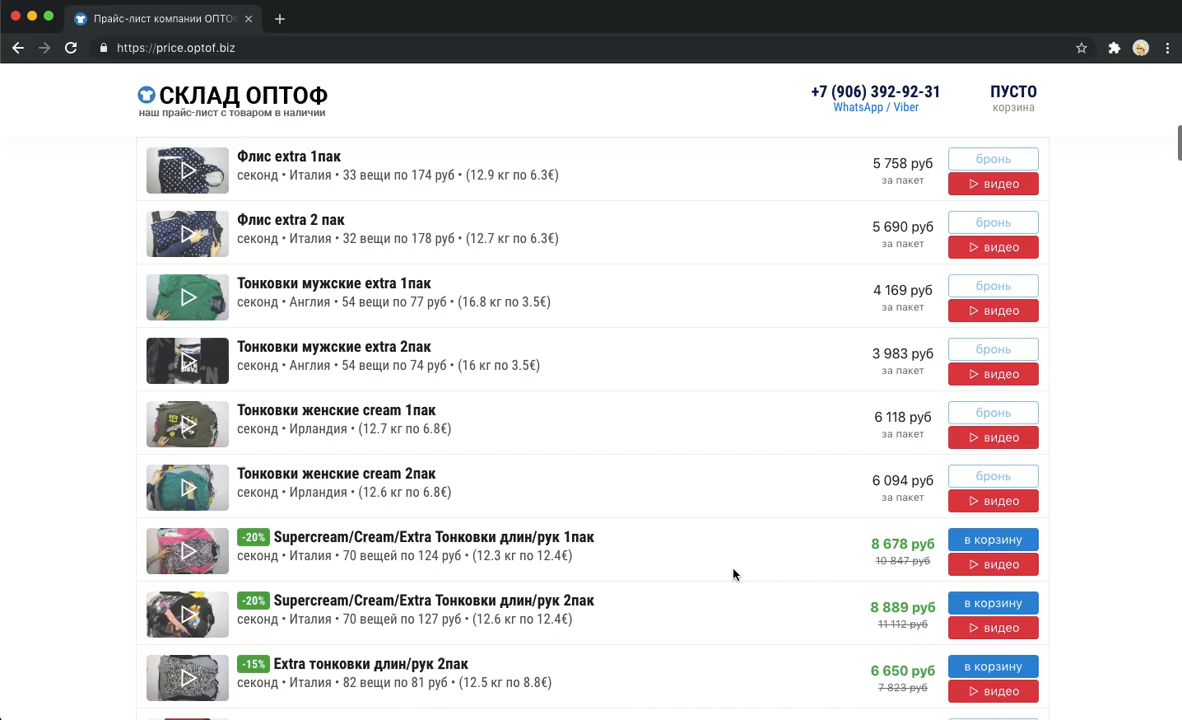 Прайс-лист компании ОПТО
https://price.optof.biz
СКЛАД ОПТОФ
наш прайс-лист с товаром в наличии
+7 (906) 392-92-31
WhatsApp / Viber
ПУСТО
корзина
Флис extra 1пак
секонд • Италия • 33 вещи по 174 руб • (12.9 кг по 6.3€)
5 758 руб
за пакет
бронь
видео
Флис extra 2 пак
секонд • Италия • 32 вещи по 178 руб • (12.7 кг по 6.3€)
5 690 руб
за пакет
бронь
видео
Тонковки мужские extra 1пак
секонд • Англия • 54 вещи по 77 руб • (16.8 кг по 3.5€)
4 169 руб
за пакет
бронь
видео
Тонковки мужские extra 2пак
секонд • Англия • 54 вещи по 74 руб • (16 кг по 3.5€)
3 983 руб
за пакет
бронь
видео
Тонковки женские cream 1пак
секонд • Ирландия • (12.7 кг по 6.8€)
6 118 руб
за пакет
бронь
видео
Тонковки женские cream 2пак
секонд • Ирландия • (12.6 кг по 6.8€)
6 094 руб
за пакет
бронь
видео
-20% Supercream/Cream/Extra Тонковки длин/рук 1пак
секонд • Италия • 70 вещей по 124 руб • (12.3 кг по 12.4€)
8 678 руб
10 847 руб
в корзину
видео
-20% Supercream/Cream/Extra Тонковки длин/рук 2пак
секонд • Италия • 70 вещей по 127 руб • (12.6 кг по 12.4€)
8 889 руб
11 112 руб
в корзину
видео
-15% Extra тонковки длин/рук 2пак
секонд • Италия • 82 вещи по 81 руб • (12.5 кг по 8.8€)
6 650 руб
7 823 руб
в корзину
видео